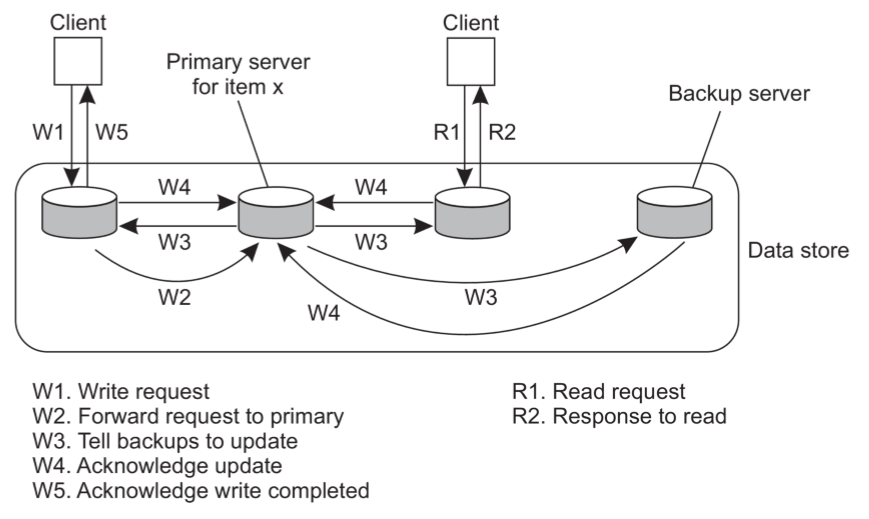 Client
Client
Primary server
for item x
Backup server
W1
W5
R1
R2
W4
W4
W3
W3
Data store
W2
W3
W4
W1. Write request
W2. Forward request to primary
W3. Tell backups to update
W4. Acknowledge update
W5. Acknowledge write completed
R1. Read request
R2. Response to read